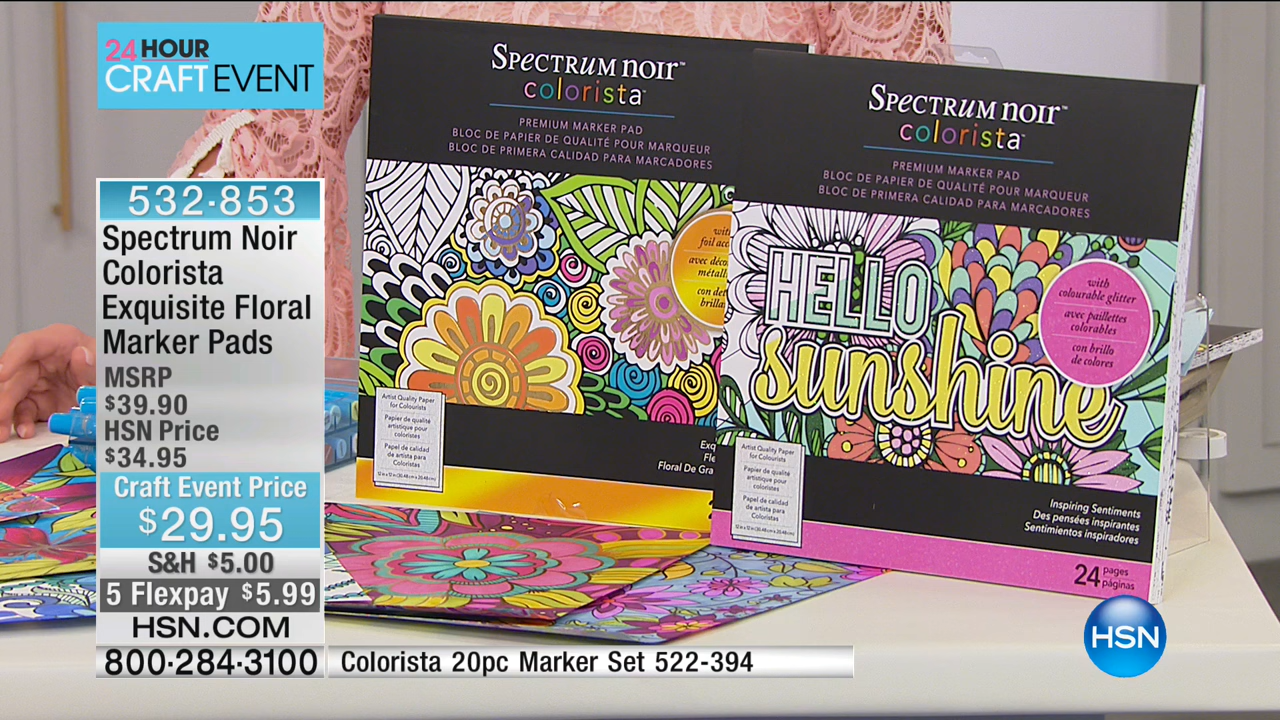 24 HOUR
CRAFT EVENT
532-853
Spectrum Noir
Colorista
Exquisite Floral
Marker Pads
MSRP
$39.90
HSN Price
$34.95
Craft Event Price
$29.95
S&H $5.00
5 Flexpay $5.99
HSN.COM
800-284-3100
Colorista 20pc Marker Set 522-394
HSN
SPECTRUM NOIR™
colorista™
PREMIUM MARKER PAD
BLOC DE PAPIER DE QUALITÉ POUR MARQUEUR
BLOC DE PRIMERA CALIDAD PARA MARCADORES
avec
con
Artist Quality Paper
for Colourists
Papier de qualité
artistique pour
coloristes
Papel de calidad
de artista para
Coloristas
Floral De
SPECTRUM NOIR™
colorista™
PREMIUM MARKER PAD
BLOC DE PAPIER DE QUALITÉ POUR MARQUEUR
BLOC DE PRIMERA CALIDAD PARA MARCADORES
HELLO
sunshine
with
colourable glitter
avec paillettes
colorables
con brillo
de colores
Artist Quality Paper
for Colourists
Papier de qualité
artistique pour
coloristes
Papel de calidad
de artista para
Coloristas
Inspiring Sentiments
Des pensées inspirantes
Sentimientos inspiradores
24 pages
páginas